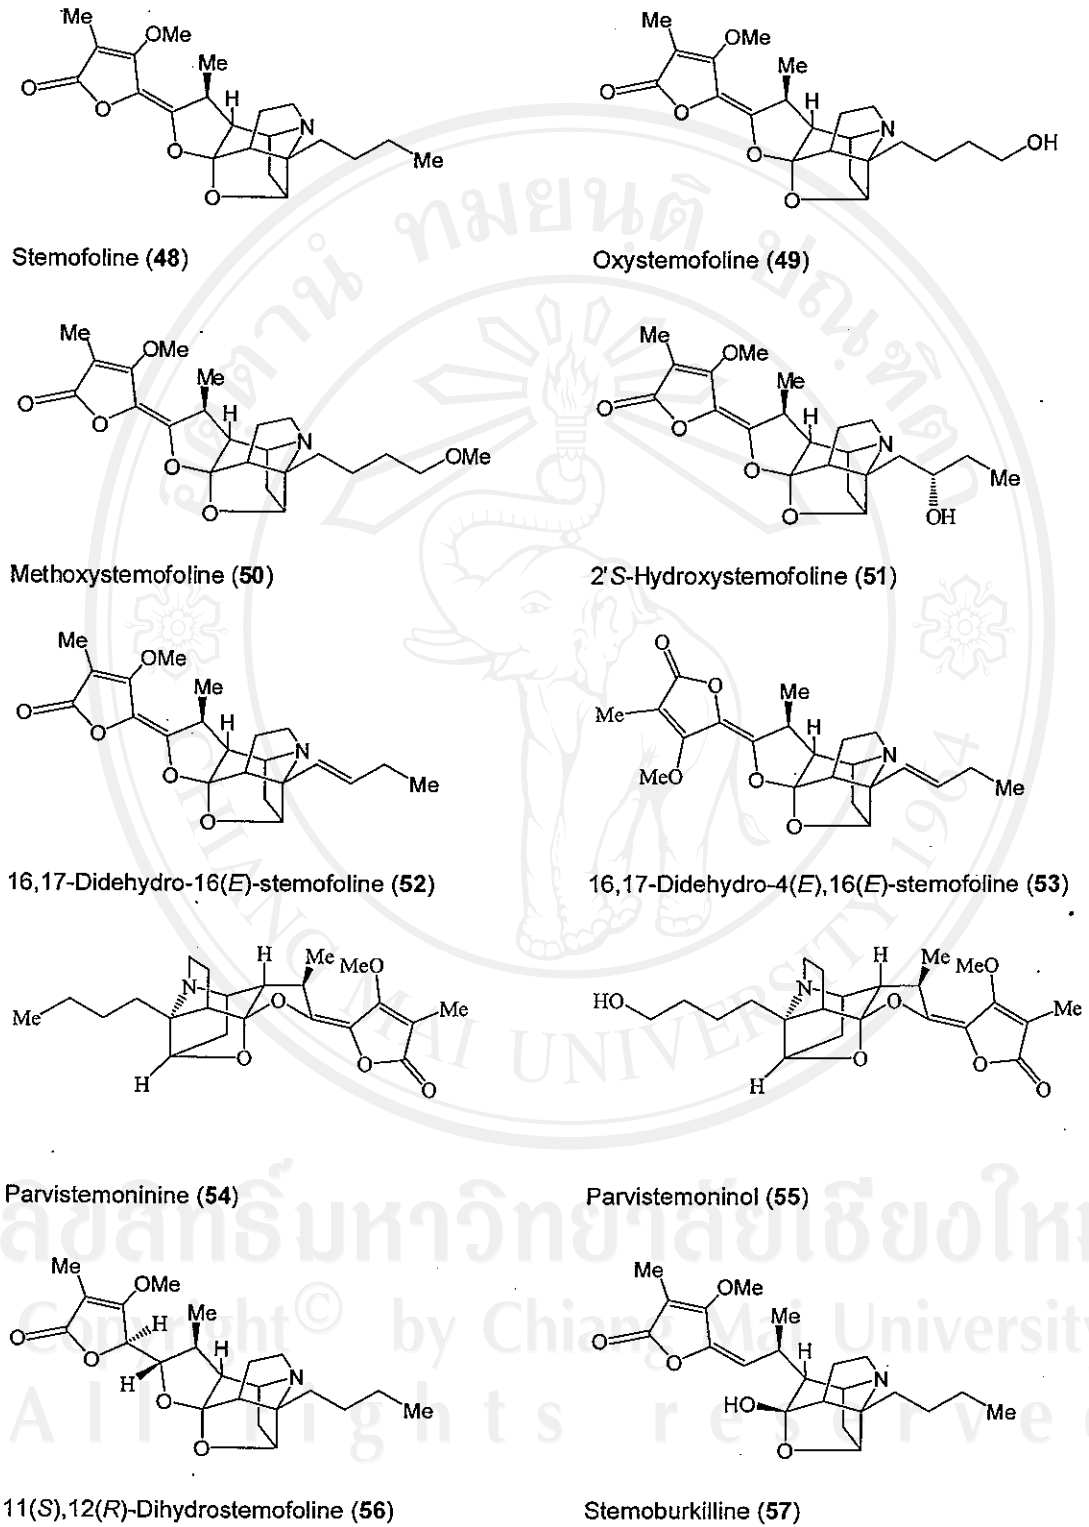 Me
OMe
Me
H
O
O
N
O
Me
O
Stemofoline (48)
Me
OMe
Me
H
O
O
N
OH
O
O
Oxystemofoline (49)
Me
OMe
Me
H
O
O
N
OMe
O
O
Methoxystemofoline (50)
Me
OMe
Me
H
O
O
N
O
Me
O
OH
2'S-Hydroxystemofoline (51)
Me
OMe
Me
H
O
O
N
O
Me
O
16,17-Didehydro-16(E)-stemofoline (52)
O
O
Me
Me
H
MeO
O
N
Me
O
16,17-Didehydro-4(E),16(E)-stemofoline (53)
H
Me
MeO
N
O
Me
Me
O
O
H
O
Parvistemoninine (54)
H
Me
MeO
HO
N
O
Me
O
O
H
O
Parvistemoninol (55)
Me
OMe
H
Me
H
O
O
H
N
O
Me
O
11(S),12(R)-Dihydrostemofoline (56)
Me
OMe
Me
H
O
O
N
HO
Me
O
Stemoburkilline (57)
CHIANG MAI UNIVERSITY 1964
ลิขสิทธิ์มหาวิทยาลัยเชียงใหม่
Copyright© by Chiang Mai University
All rights reserved